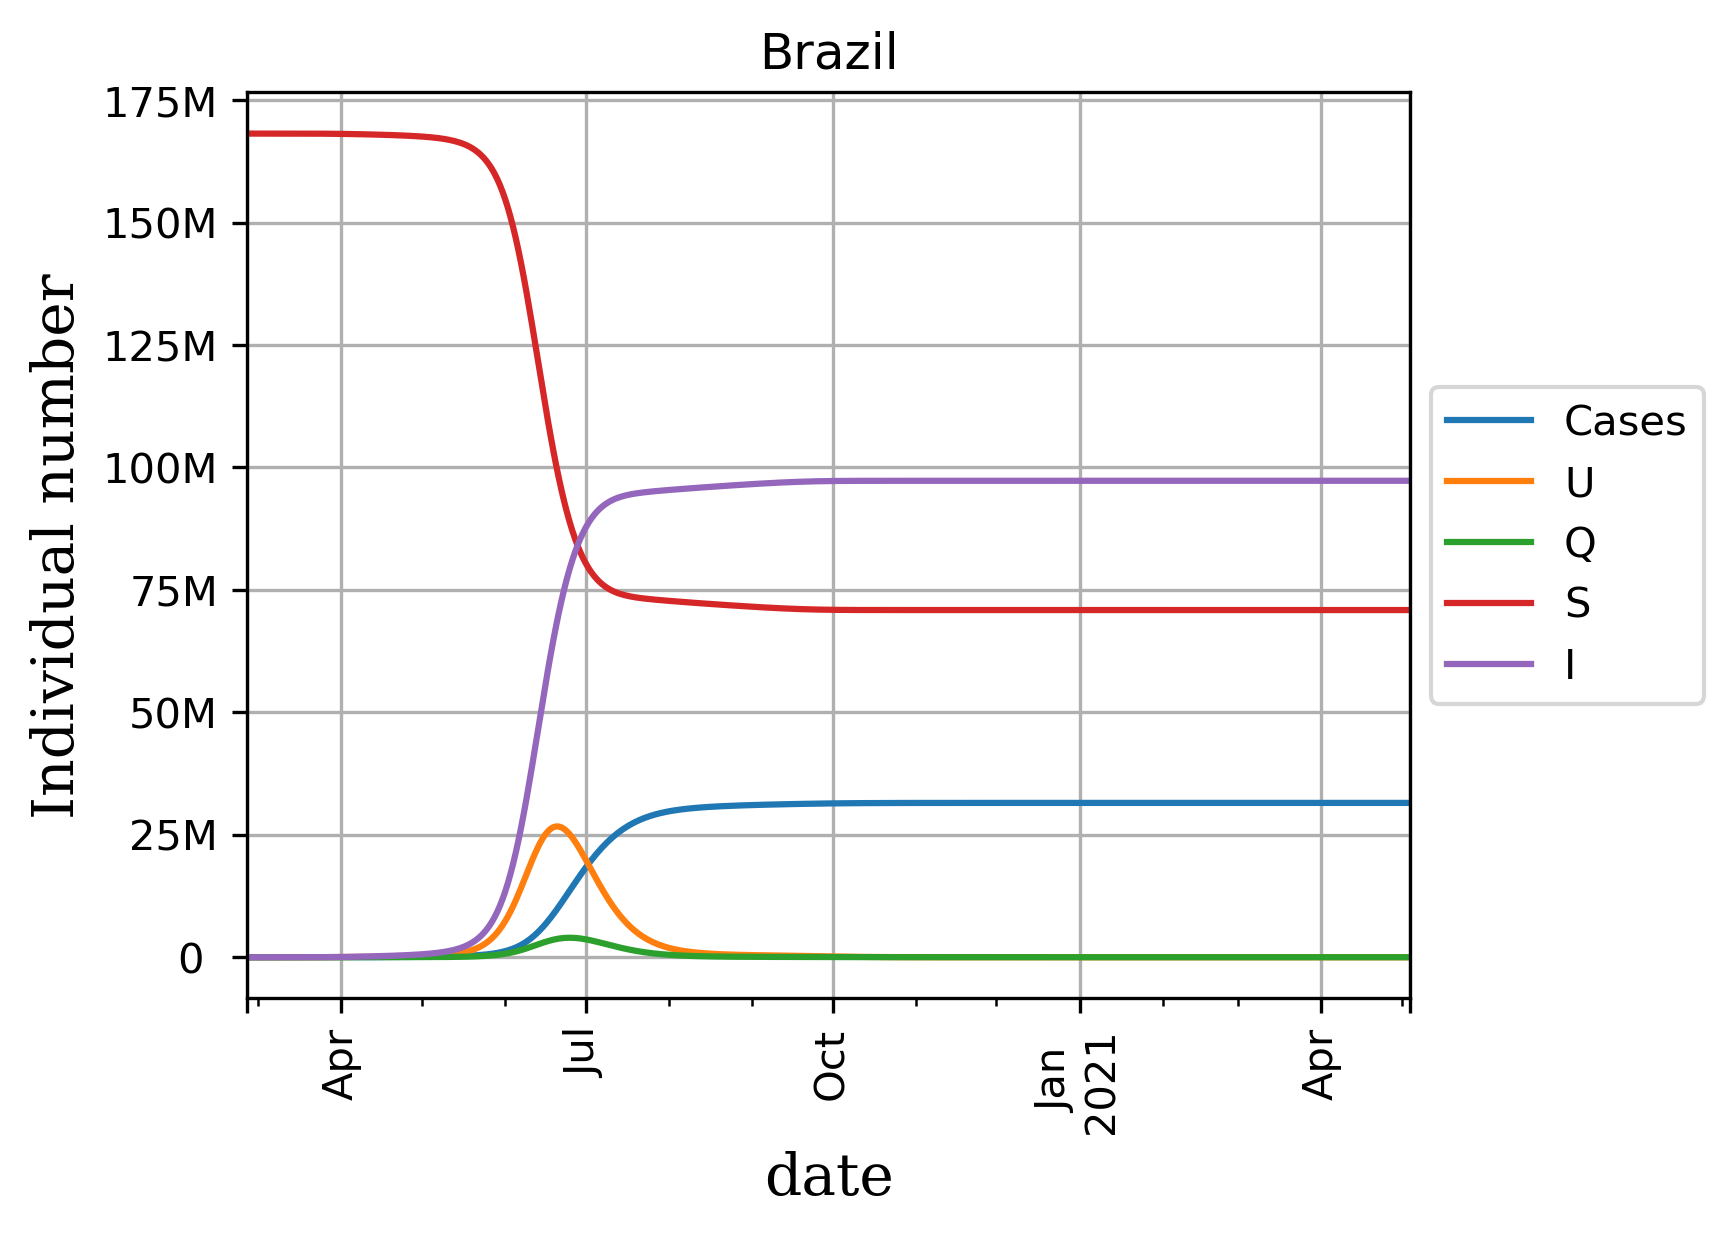 Brazil
175M
150M
125M
100M
75M
50M
25M
0
Individual number
Apr
Jul
Oct
Jan
2021
Apr
date
Cases
U
Q
S
I